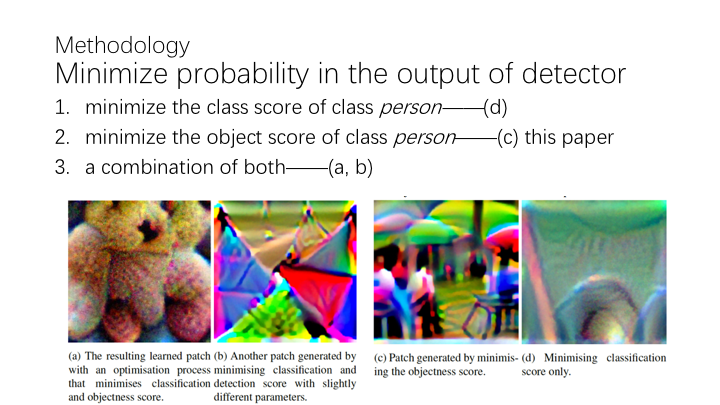 Methodology
Minimize probability in the output of detector
1. minimize the class score of class person——(d)
2. minimize the object score of class person——(c) this paper
3. a combination of both——(a, b)
(a) The resulting learned patch
with an optimisation process
that minimises classification
and objectness score.
(b) Another patch generated by
minimising classification and
detection score with slightly
different parameters.
(c) Patch generated by minimis-
ing the objectness score.
(d) Minimising classification
score only.